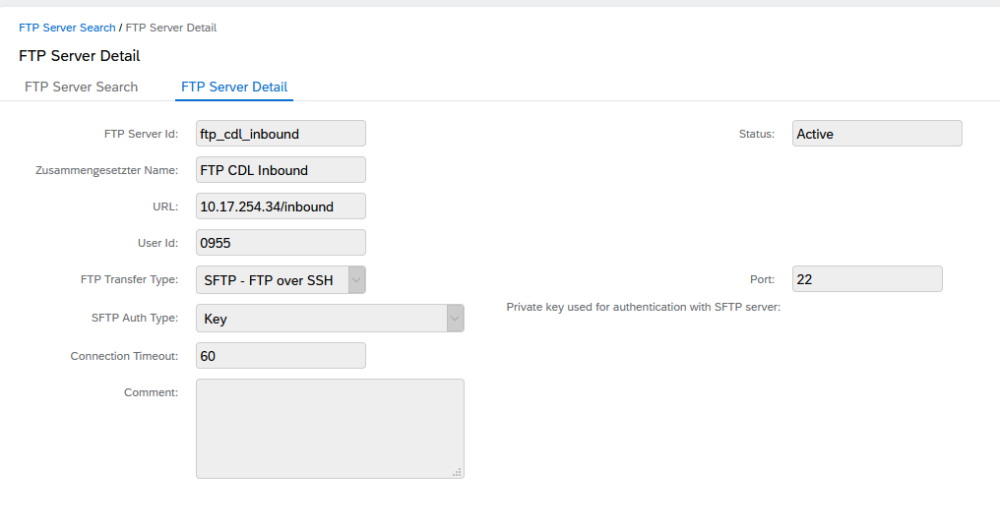 FTP Server Search / FTP Server Detail
FTP Server Detail
FTP Server Search FTP Server Detail
FTP Server Id: ftp_cdl_inbound Status: Active
Zusammengesetzter Name: FTP CDL Inbound
URL: 10.17.254.34/inbound
User Id: 0955
FTP Transfer Type: SFTP - FTP over SSH Port: 22
SFTP Auth Type: Key Private key used for authentication with SFTP server:
Connection Timeout: 60
Comment: